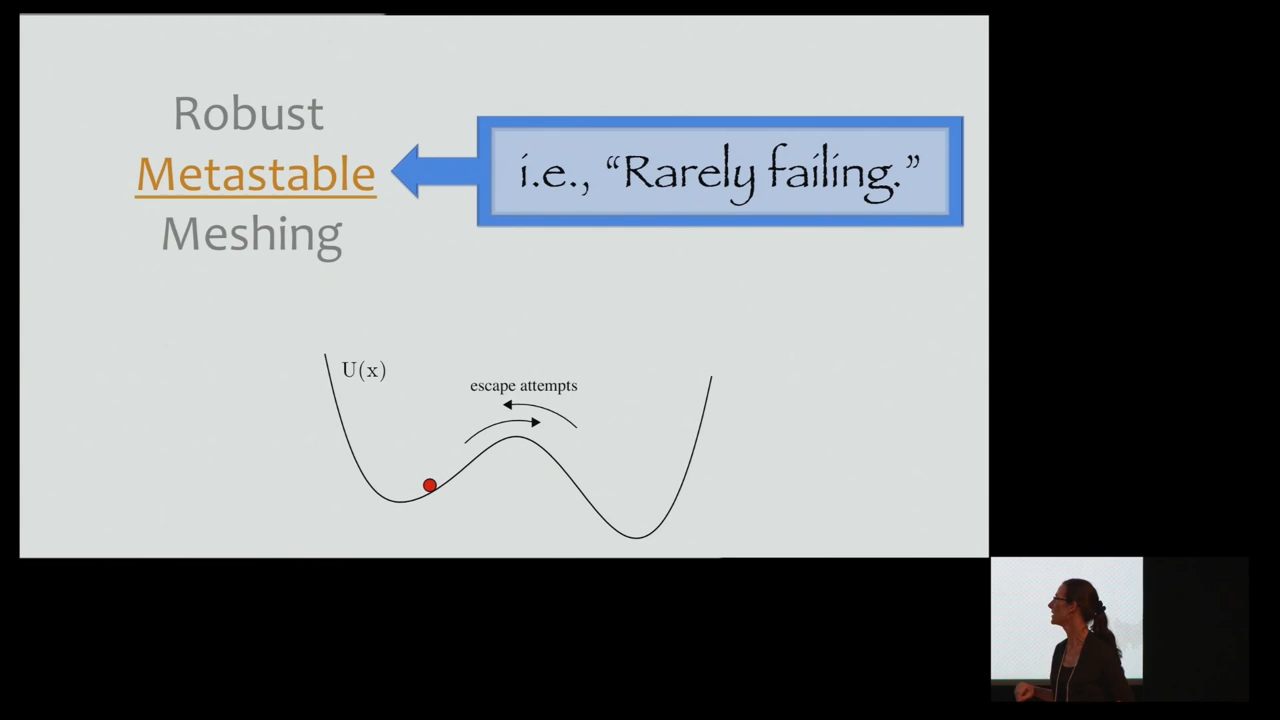 Robust
Metastable
Meshing
i.e., “Rarely failing.”
U(x)
escape attempts